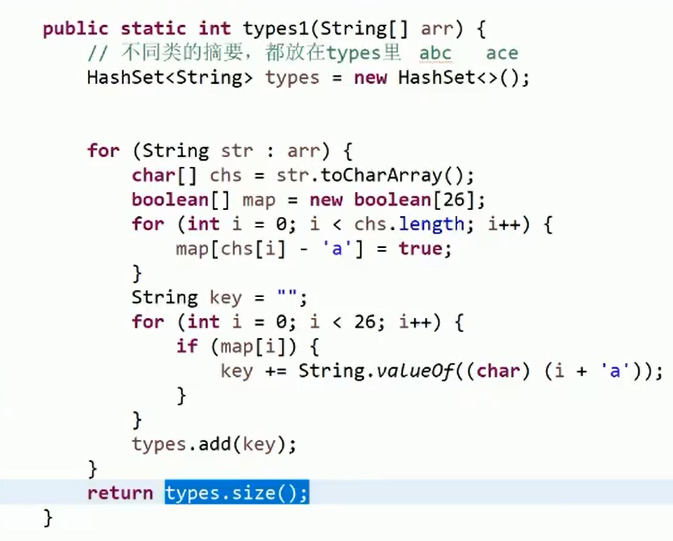 public static int types1(String[] arr) {
// 不同类的摘要，都放在types里 abc ace
HashSet<String> types = new HashSet<>();
for (String str : arr) {
char[] chs = str.toCharArray();
boolean[] map = new boolean[26];
for (int i = 0; i < chs.length; i++) {
map[chs[i] - 'a'] = true;
}
String key = "";
for (int i = 0; i < 26; i++) {
if (map[i]) {
key += String.valueOf((char) (i + 'a'));
}
}
types.add(key);
}
return types.size();
}